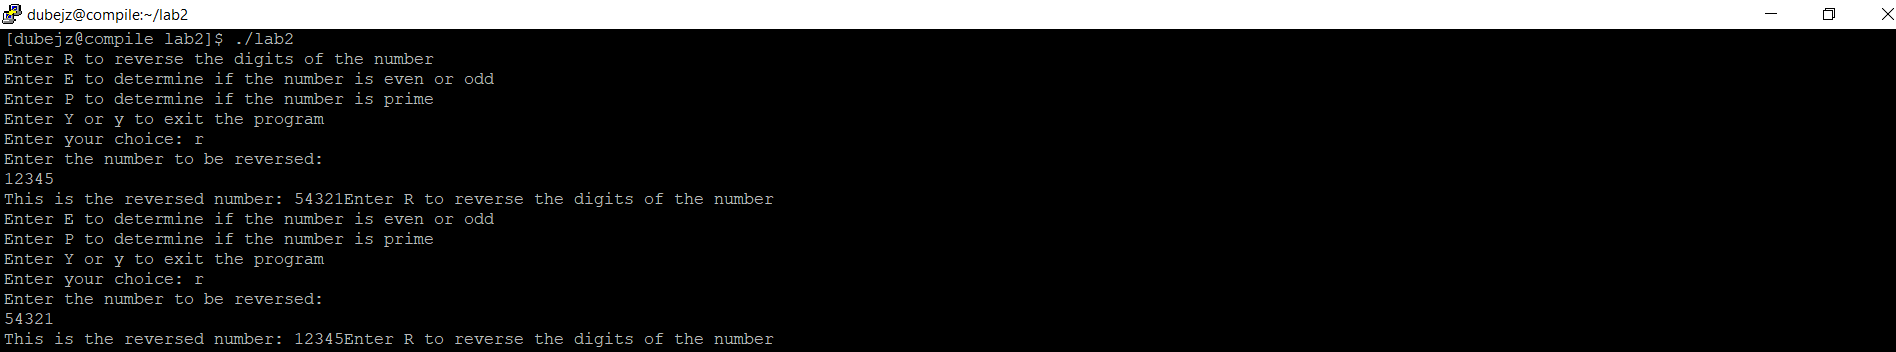 dubejz@compile:~/lab2
[dubejz@compile lab2]$ ./lab2
Enter R to reverse the digits of the number
Enter E to determine if the number is even or odd
Enter P to determine if the number is prime
Enter Y or y to exit the program
Enter your choice: r
Enter the number to be reversed:
12345
This is the reversed number: 54321Enter R to reverse the digits of the number
Enter E to determine if the number is even or odd
Enter P to determine if the number is prime
Enter Y or y to exit the program
Enter your choice: r
Enter the number to be reversed:
54321
This is the reversed number: 12345Enter R to reverse the digits of the number